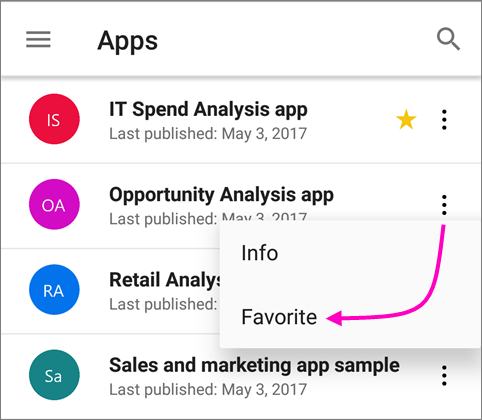 Apps
IS
IT Spend Analysis app
Last published: May 3, 2017
OA
Opportunity Analysis app
Last published: May 3, 2017
Info
RA
Retail Analys
Last published:
Favorite
Sa
Sales and marketing app sample
Last published: May 3, 2017